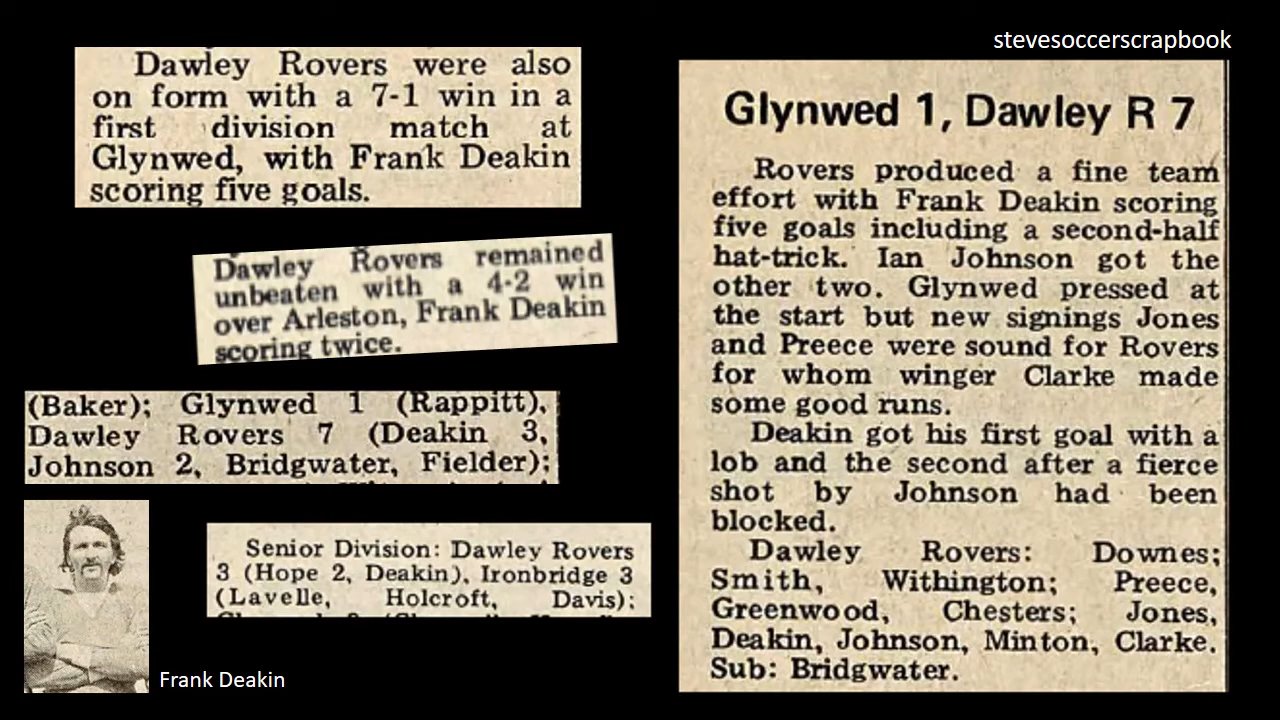 stevesoccerscrapbook
Dawley Rovers were also
on form with a 7-1 win in a
first division match at
Glynwed, with Frank Deakin
scoring five goals.
Dawley Rovers remained
unbeaten with a 4-2 win
over Arleston, Frank Deakin
scoring twice.
(Baker); Glynwed 1 (Rappitt),
Dawley Rovers 7 (Deakin 3,
Johnson 2, Bridgwater, Fielder);
Senior Division: Dawley Rovers
3 (Hope 2, Deakin), Ironbridge 3
(Lavelle, Holcroft, Davis);
Frank Deakin
Glynwed 1, Dawley R 7
Rovers produced a fine team
effort with Frank Deakin scoring
five goals including a second-half
hat-trick. Ian Johnson got the
other two. Glynwed pressed at
the start but new signings Jones
and Preece were sound for Rovers
for whom winger Clarke made
some good runs.
Deakin got his first goal with a
lob and the second after a fierce
shot by Johnson had been
blocked.
Dawley Rovers: Downes;
Smith, Withington; Preece,
Greenwood, Chesters; Jones,
Deakin, Johnson, Minton, Clarke.
Sub: Bridgwater.